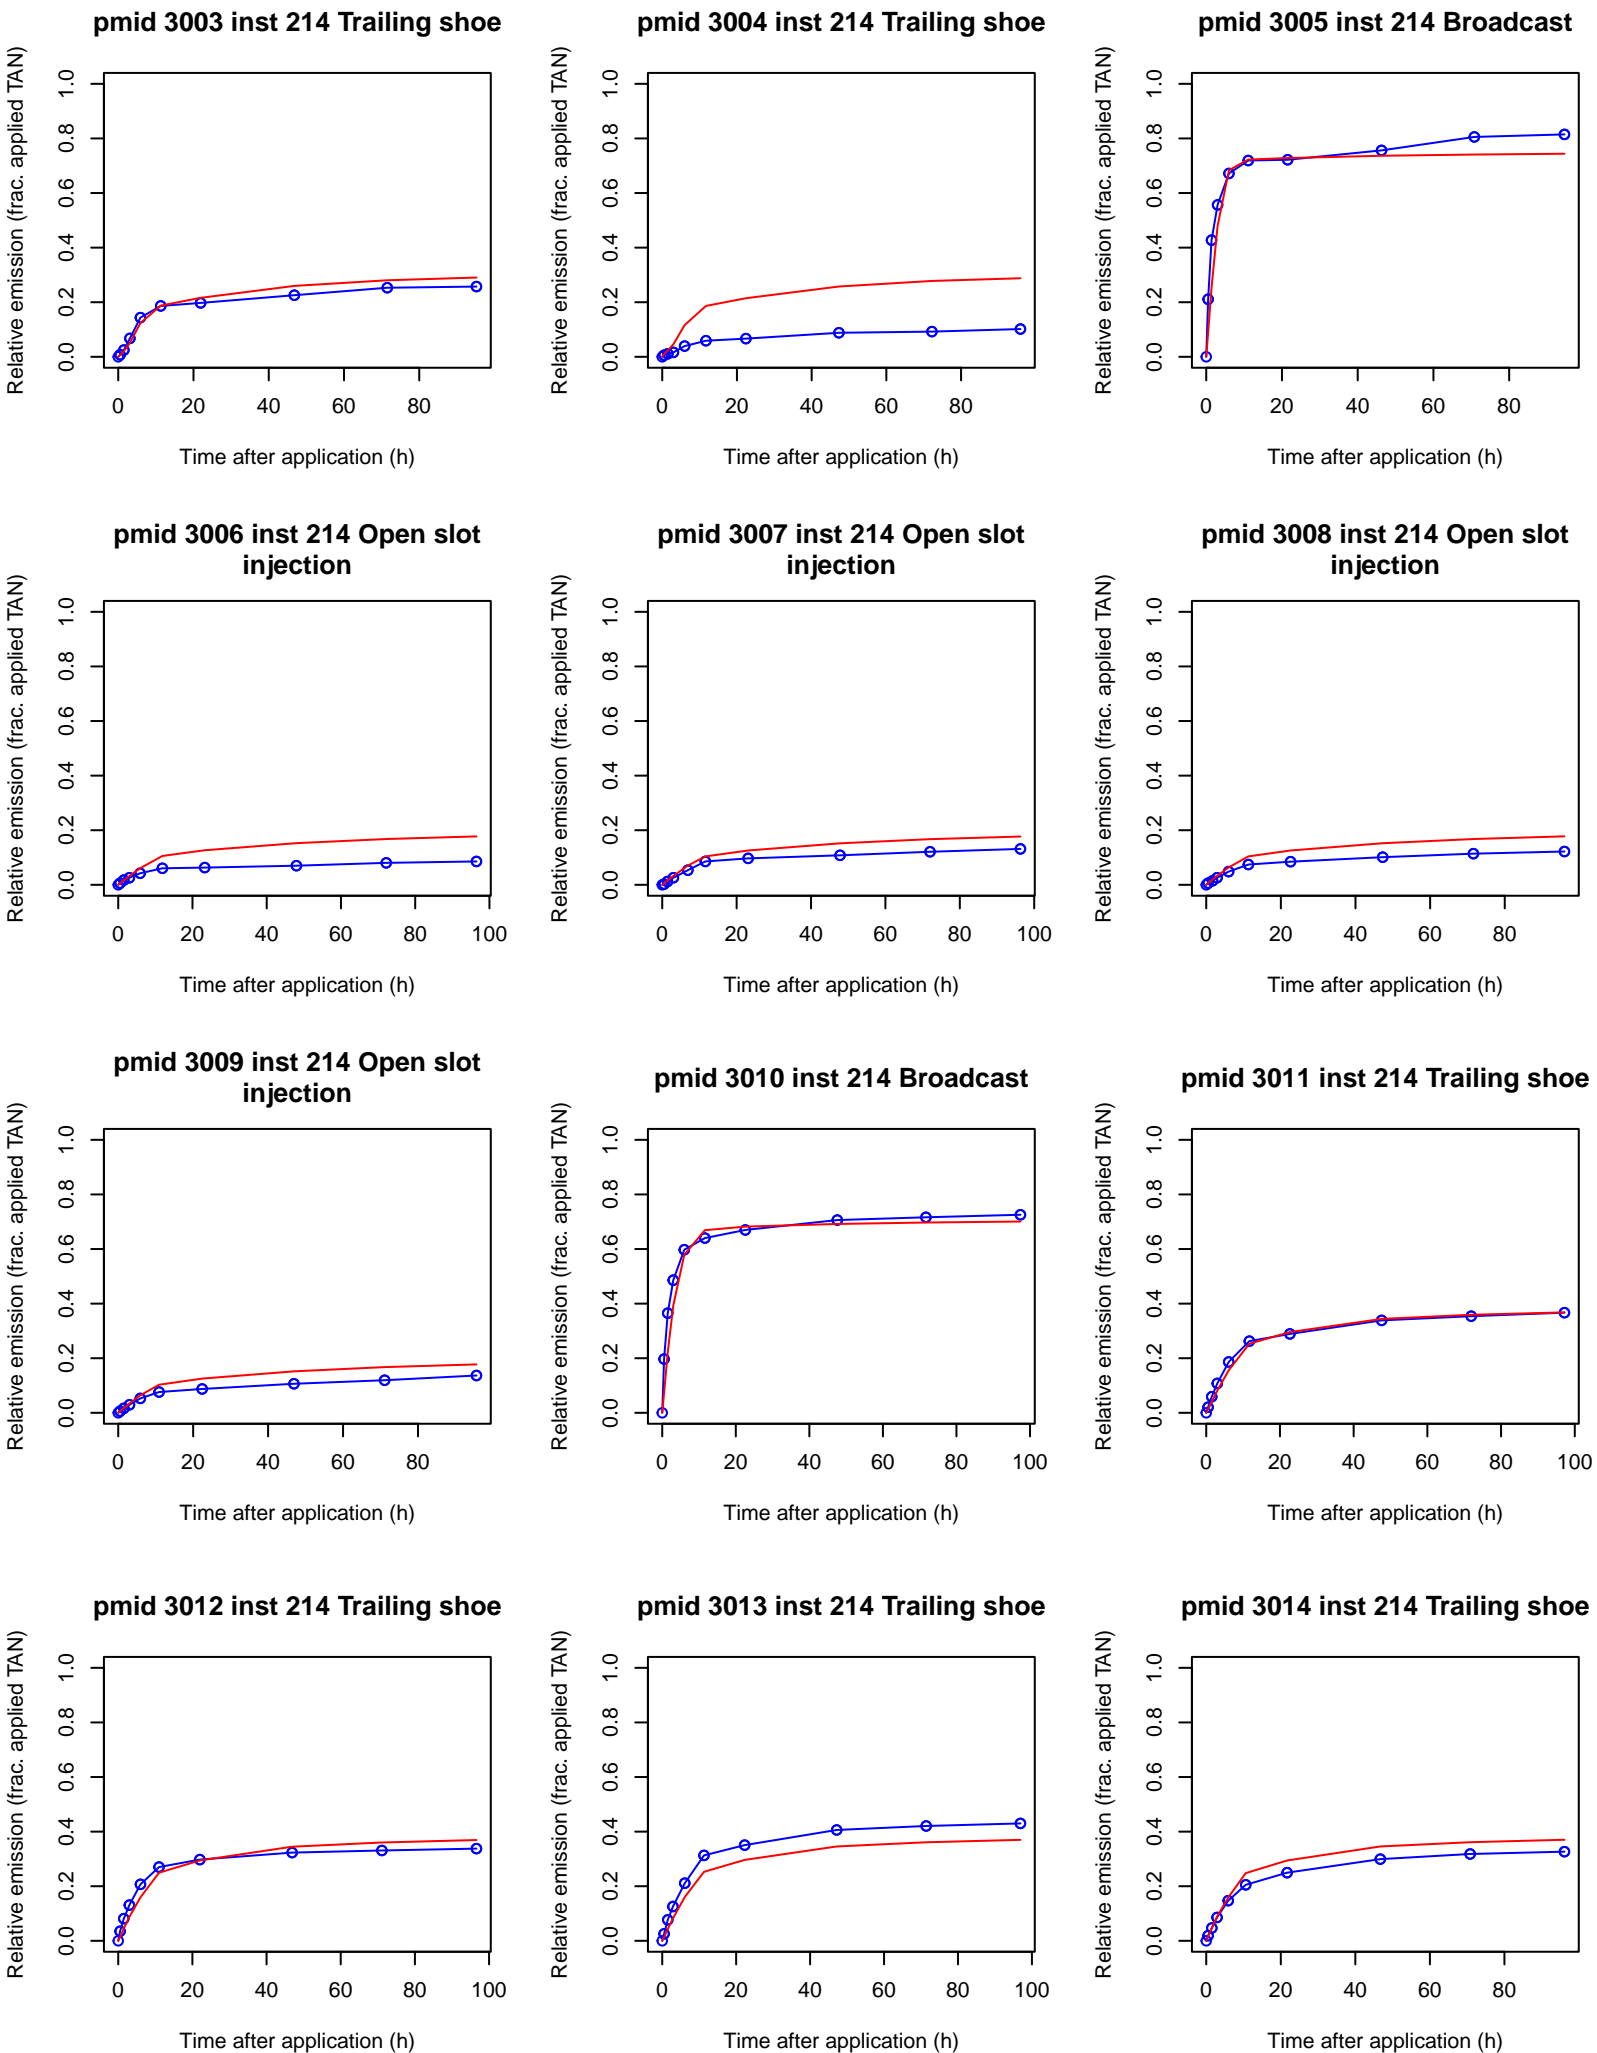 pmid 3003 inst 214 Trailing shoe
Relative emission (frac. applied TAN)
1.0
0.8
0.6
0.4
0.2
0.0
0 20 40 60 80
Time after application (h)
pmid 3004 inst 214 Trailing shoe
Relative emission (frac. applied TAN)
1.0
0.8
0.6
0.4
0.2
0.0
0 20 40 60 80
Time after application (h)
pmid 3005 inst 214 Broadcast
Relative emission (frac. applied TAN)
1.0
0.8
0.6
0.4
0.2
0.0
0 20 40 60 80
Time after application (h)
pmid 3006 inst 214 Open slot
injection
Relative emission (frac. applied TAN)
1.0
0.8
0.6
0.4
0.2
0.0
0 20 40 60 80 100
Time after application (h)
pmid 3007 inst 214 Open slot
injection
Relative emission (frac. applied TAN)
1.0
0.8
0.6
0.4
0.2
0.0
0 20 40 60 80 100
Time after application (h)
pmid 3008 inst 214 Open slot
injection
Relative emission (frac. applied TAN)
1.0
0.8
0.6
0.4
0.2
0.0
0 20 40 60 80
Time after application (h)
pmid 3009 inst 214 Open slot
injection
Relative emission (frac. applied TAN)
1.0
0.8
0.6
0.4
0.2
0.0
0 20 40 60 80
Time after application (h)
pmid 3010 inst 214 Broadcast
Relative emission (frac. applied TAN)
1.0
0.8
0.6
0.4
0.2
0.0
0 20 40 60 80 100
Time after application (h)
pmid 3011 inst 214 Trailing shoe
Relative emission (frac. applied TAN)
1.0
0.8
0.6
0.4
0.2
0.0
0 20 40 60 80 100
Time after application (h)
pmid 3012 inst 214 Trailing shoe
Relative emission (frac. applied TAN)
1.0
0.8
0.6
0.4
0.2
0.0
0 20 40 60 80 100
Time after application (h)
pmid 3013 inst 214 Trailing shoe
Relative emission (frac. applied TAN)
1.0
0.8
0.6
0.4
0.2
0.0
0 20 40 60 80 100
Time after application (h)
pmid 3014 inst 214 Trailing shoe
Relative emission (frac. applied TAN)
1.0
0.8
0.6
0.4
0.2
0.0
0 20 40 60 80
Time after application (h)